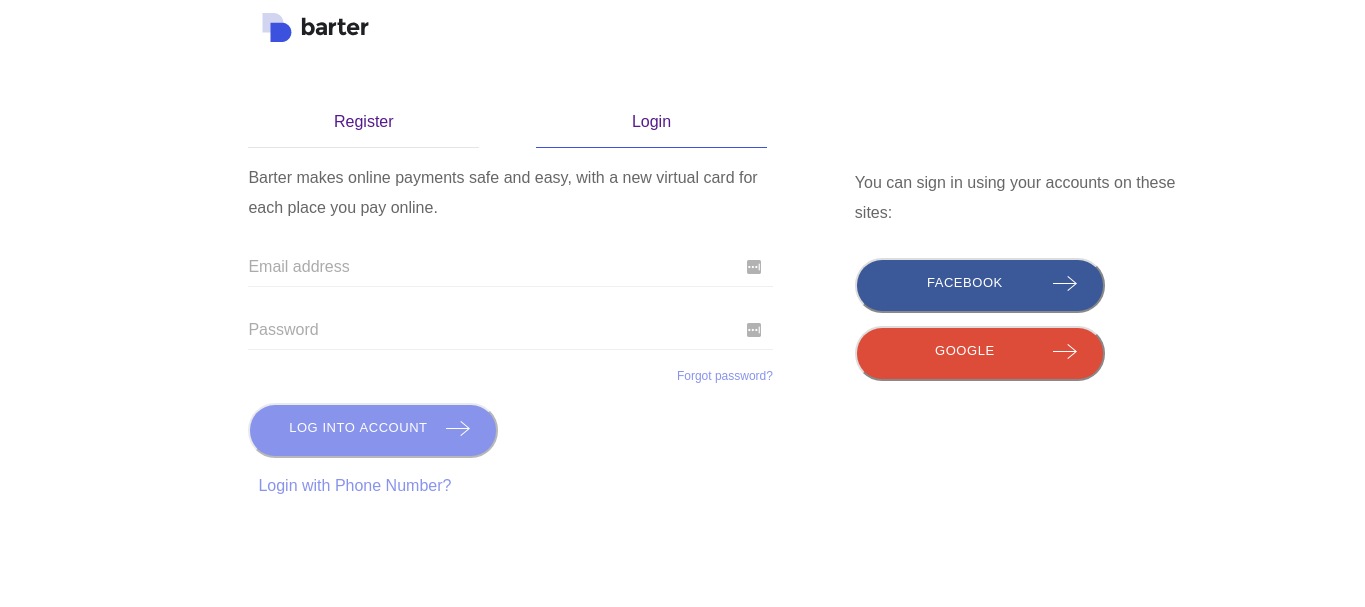 barter
Register
Login
Barter makes online payments safe and easy, with a new virtual card for
each place you pay online.
Email address
Password
Forgot password?
LOG INTO ACCOUNT
Login with Phone Number?
You can sign in using your accounts on these
sites:
FACEBOOK
GOOGLE